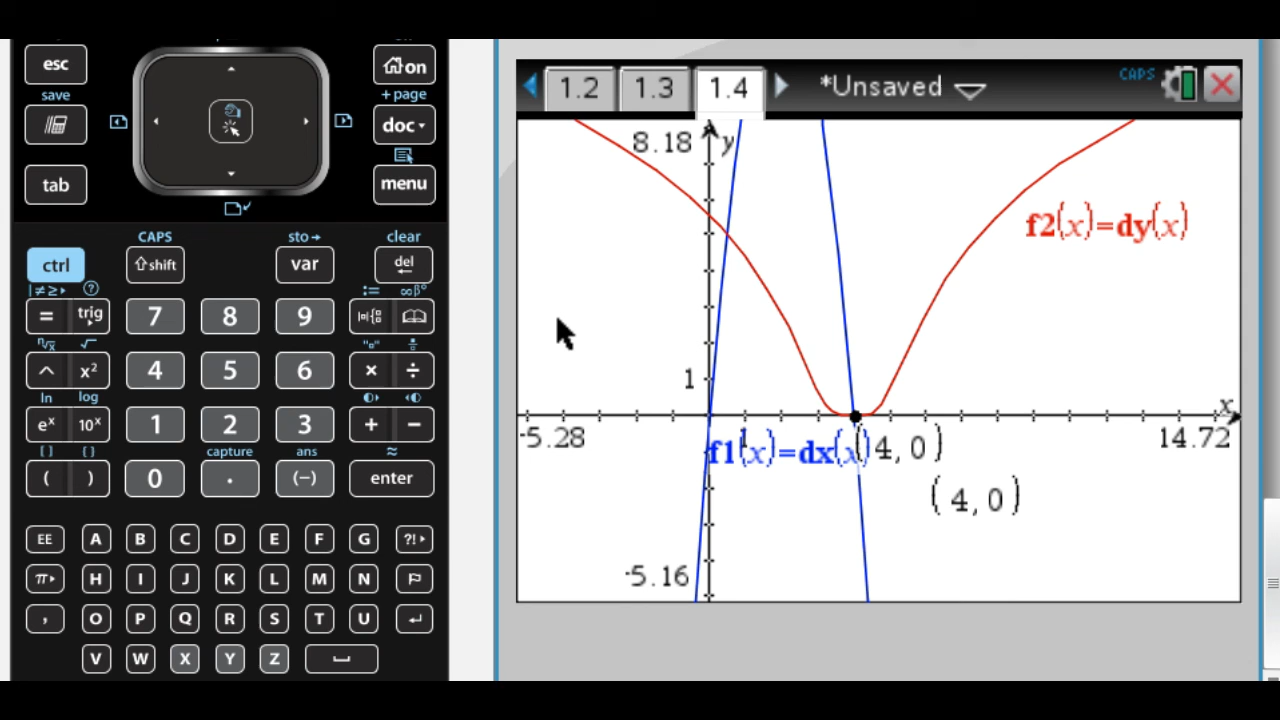 esc
save
tab
on
+ page
doc
menu
CAPS
sto→
clear
ctrl
⇧shift
var
del
|≠≥▸
?
:=
∞β°
=
trig
7
8
9
|□|{
ⁿ√x
√
"□"
^
x²
4
5
6
×
÷
ln
log
eˣ
10ˣ
1
2
3
+
−
[ ]
{ }
capture
ans
≈
(
)
0
.
(−)
enter
EE
A
B
C
D
E
F
G
?!▸
π▸
H
I
J
K
L
M
N
,
O
P
Q
R
S
T
U
V
W
X
Y
Z
1.2
1.3
1.4
*Unsaved
CAPS
8.18
y
f2(x)=dy(x)
1
x
-5.28
1
14.72
f1(x)=dx(x)
(4,0)
(4,0)
-5.16